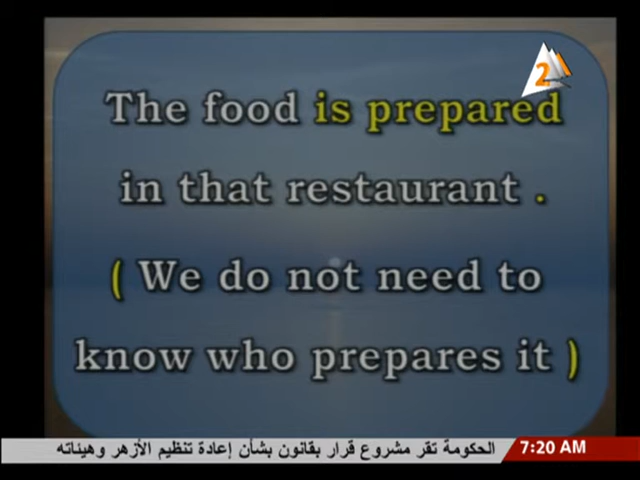 2
The food is prepared
in that restaurant .
( We do not need to
know who prepares it )
الحكومة تقر مشروع قرار بقانون بشأن إعادة تنظيم الأزهر وهيئاته
7:20 AM